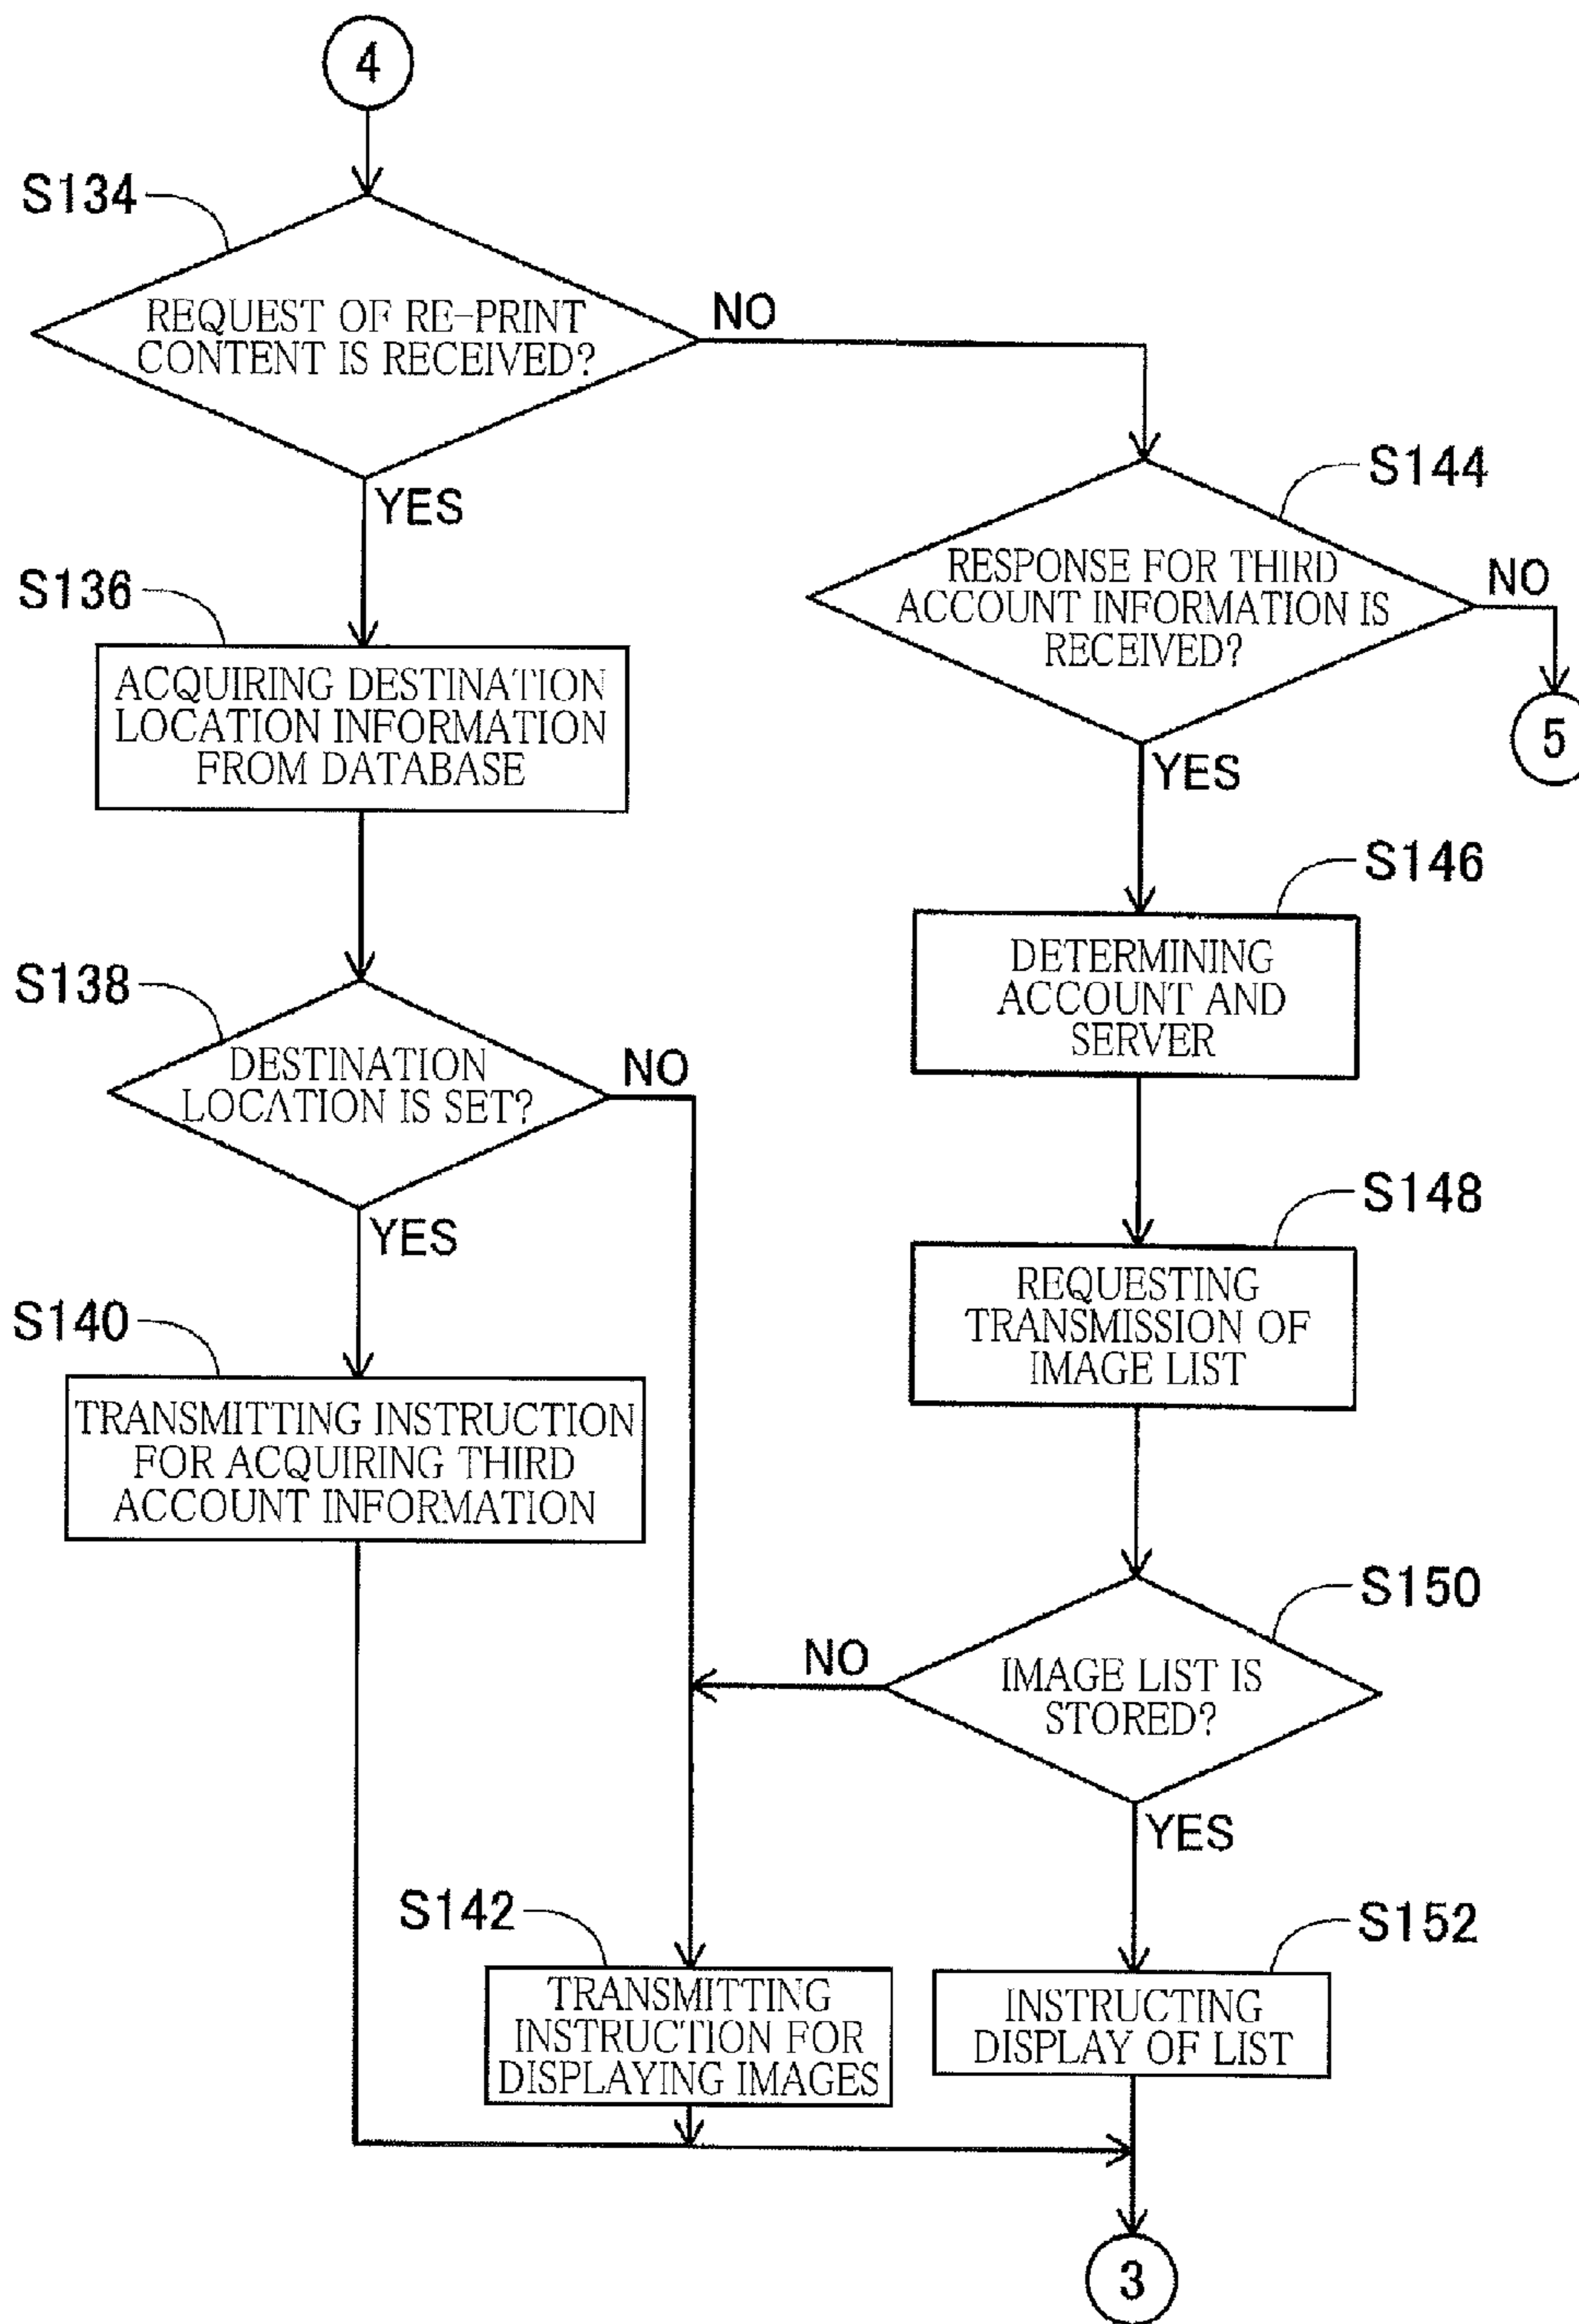 4
S134
REQUEST OF RE-PRINT
CONTENT IS RECEIVED?
NO
YES
S144
RESPONSE FOR THIRD
ACCOUNT INFORMATION IS
RECEIVED?
NO
5
YES
S136
ACQUIRING DESTINATION
LOCATION INFORMATION
FROM DATABASE
S146
DETERMINING
ACCOUNT AND
SERVER
S138
DESTINATION
LOCATION IS SET?
NO
YES
S148
REQUESTING
TRANSMISSION OF
IMAGE LIST
S140
TRANSMITTING INSTRUCTION
FOR ACQUIRING THIRD
ACCOUNT INFORMATION
S150
IMAGE LIST IS
STORED?
NO
YES
S142
TRANSMITTING
INSTRUCTION FOR
DISPLAYING IMAGES
S152
INSTRUCTING
DISPLAY OF LIST
3